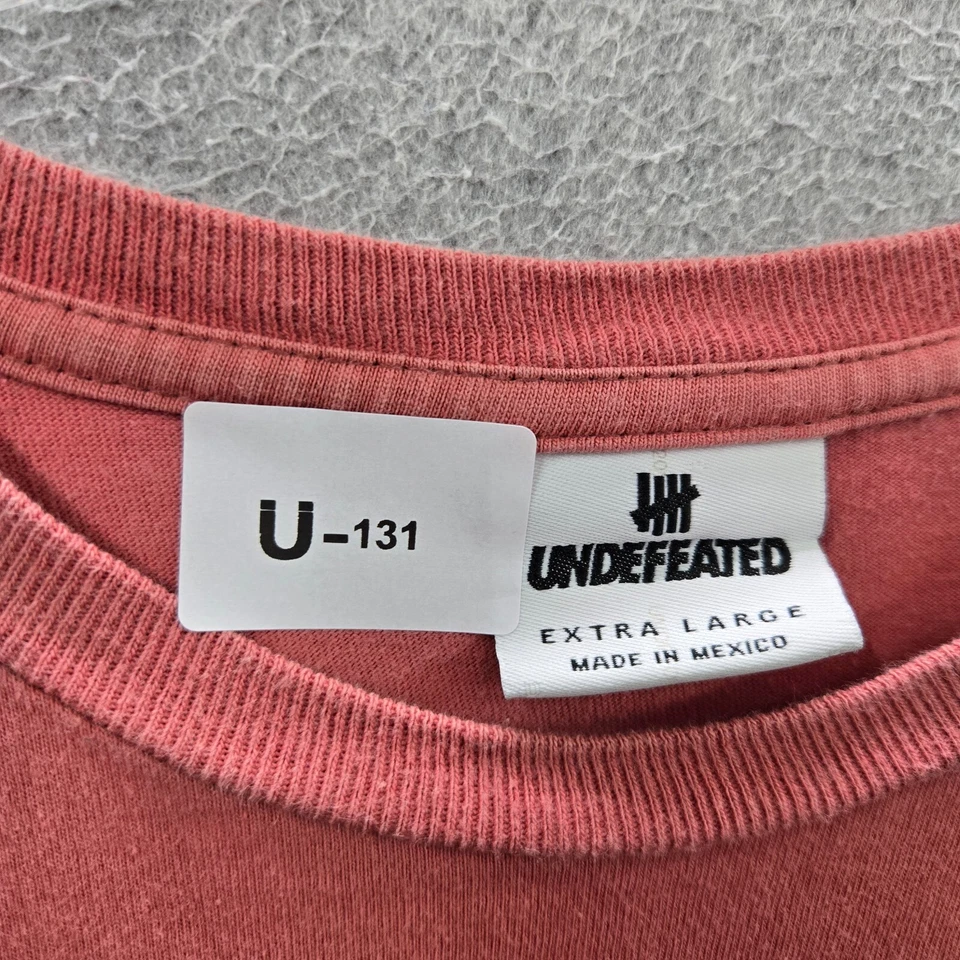 U-131
UNDEFEATED
EXTRA LARGE
MADE IN MEXICO